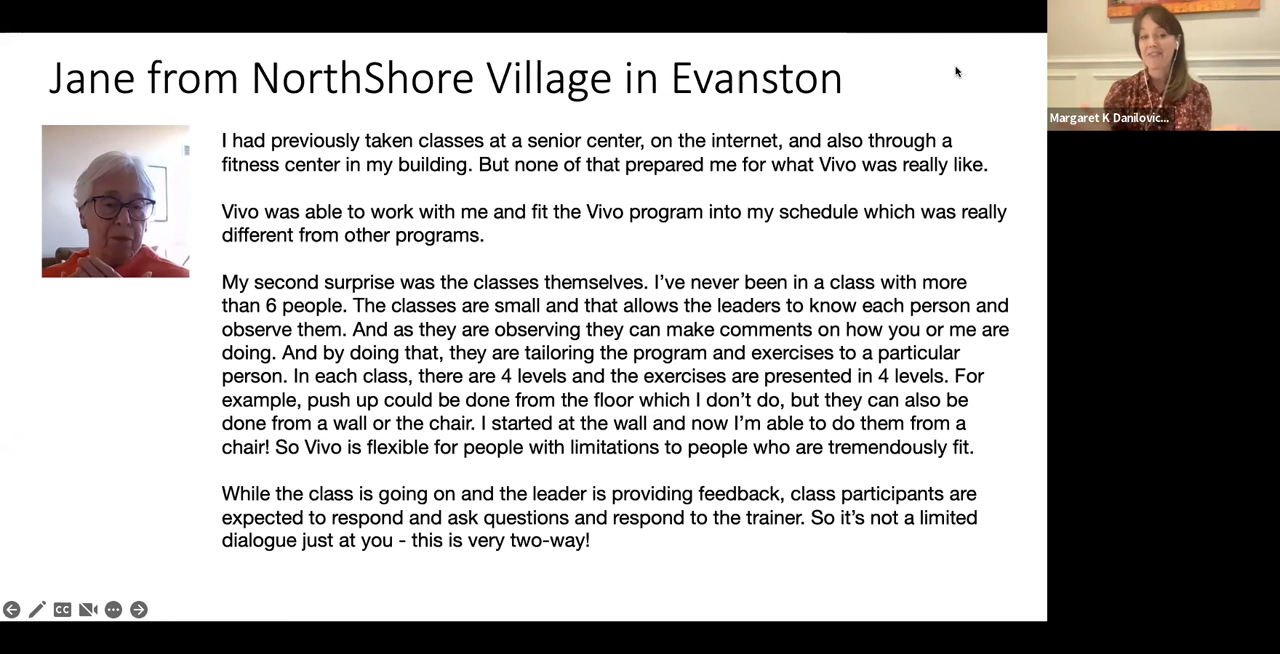 Jane from NorthShore Village in Evanston
Margaret K Danilovic...
I had previously taken classes at a senior center, on the internet, and also through a
fitness center in my building. But none of that prepared me for what Vivo was really like.
Vivo was able to work with me and fit the Vivo program into my schedule which was really
different from other programs.
My second surprise was the classes themselves. I've never been in a class with more
than 6 people. The classes are small and that allows the leaders to know each person and
observe them. And as they are observing they can make comments on how you or me are
doing. And by doing that, they are tailoring the program and exercises to a particular
person. In each class, there are 4 levels and the exercises are presented in 4 levels. For
example, push up could be done from the floor which I don't do, but they can also be
done from a wall or the chair. I started at the wall and now I'm able to do them from a
chair! So Vivo is flexible for people with limitations to people who are tremendously fit.
While the class is going on and the leader is providing feedback, class participants are
expected to respond and ask questions and respond to the trainer. So it's not a limited
dialogue just at you - this is very two-way!
CC